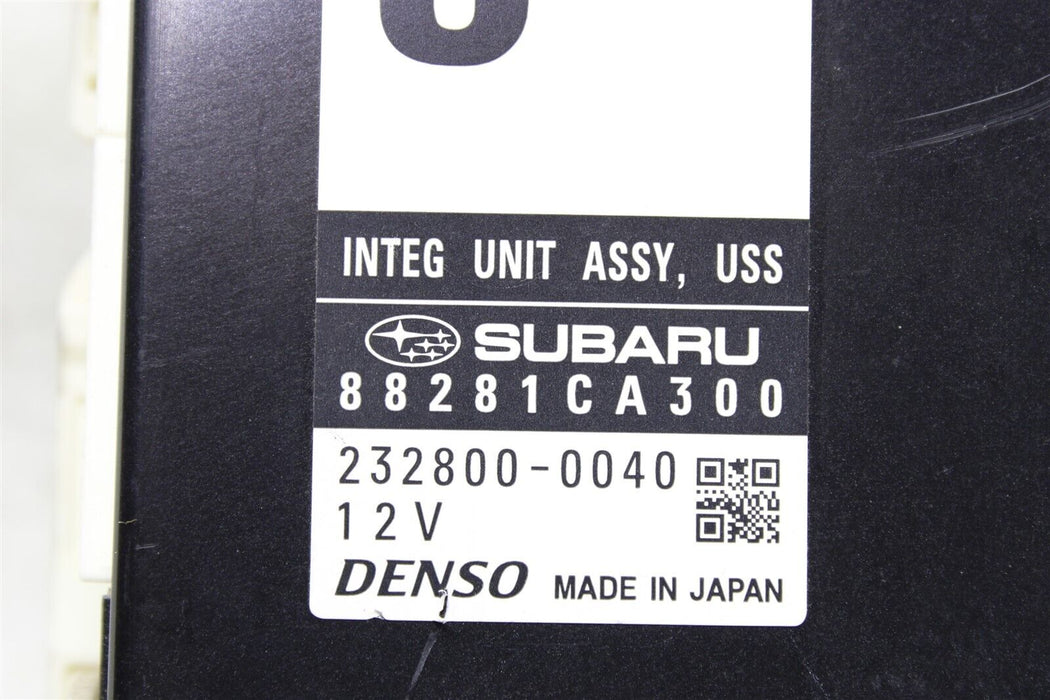 INTEG UNIT ASSY, USS
SUBARU
88281CA300
232800-0040
12V
DENSO MADE IN JAPAN